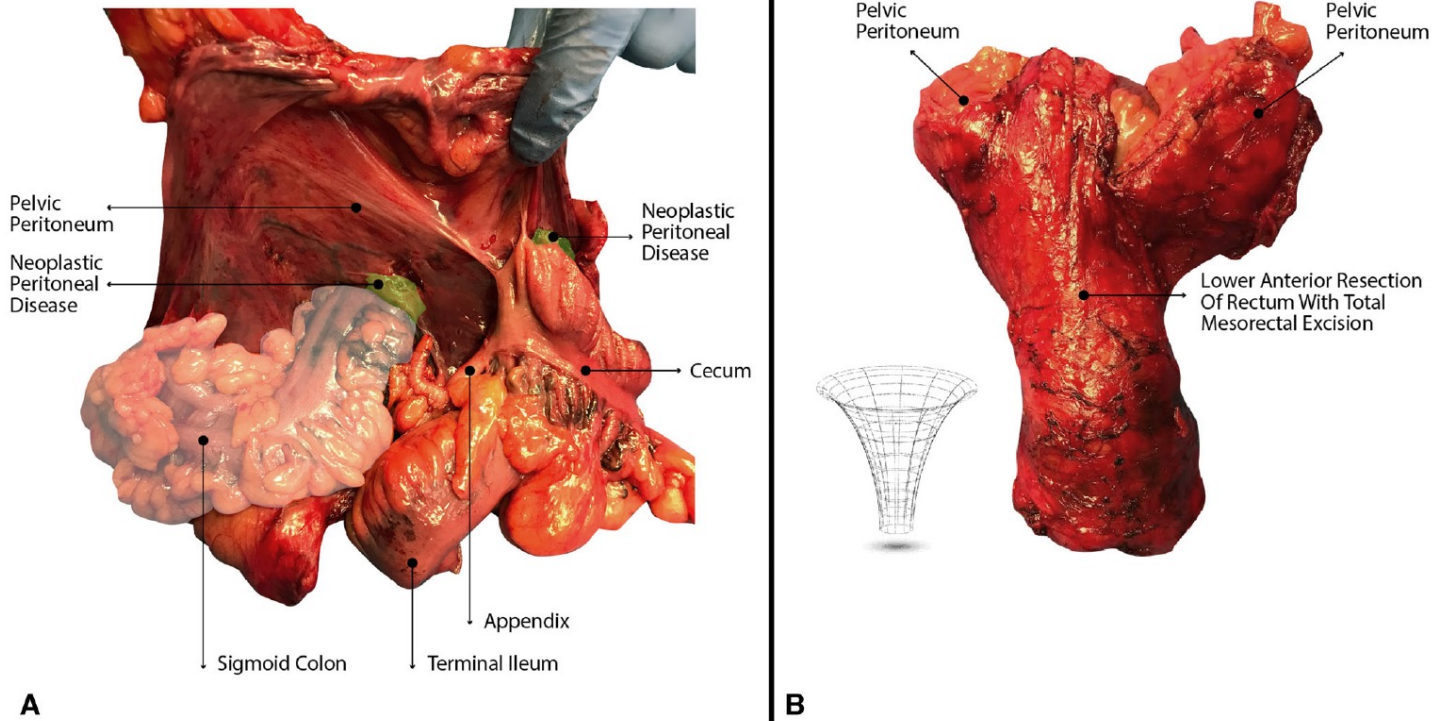 Pelvic
Peritoneum
Neoplastic
Peritoneal
Disease
Neoplastic
Peritoneal
Disease
Cecum
Appendix
Sigmoid Colon
Terminal Ileum
A
Pelvic
Peritoneum
Pelvic
Peritoneum
Lower Anterior Resection
Of Rectum With Total
Mesorectal Excision
B